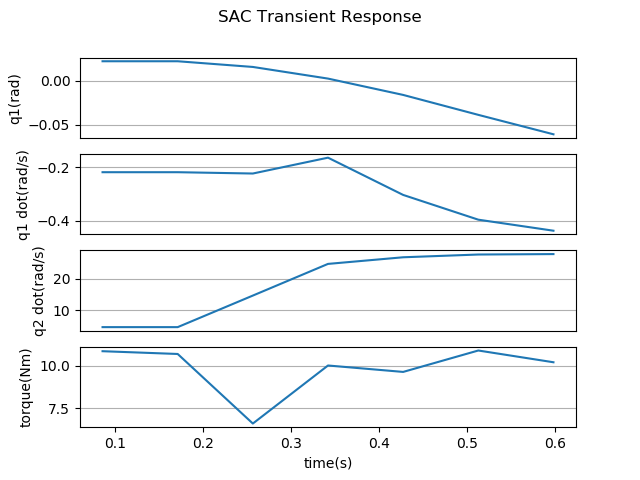 SAC Transient Response
q1(rad)
0.00
−0.05
q1 dot(rad/s)
−0.2
−0.4
q2 dot(rad/s)
20
10
torque(Nm)
10.0
7.5
0.1 0.2 0.3 0.4 0.5 0.6
time(s)